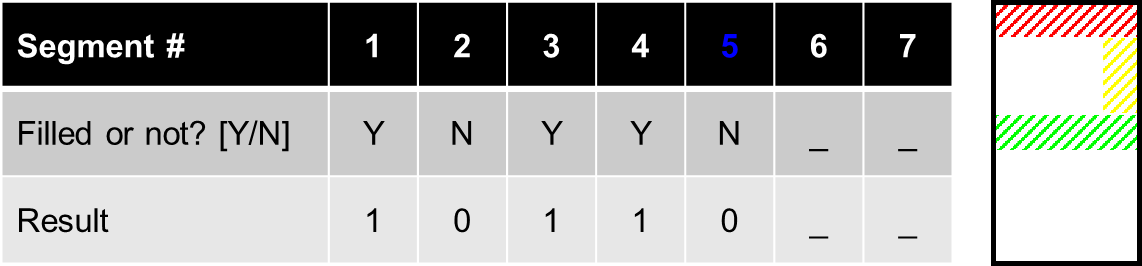 Segment # 1 2 3 4 5 6 7
Filled or not? [Y/N] Y N Y Y N _ _
Result 1 0 1 1 0 _ _